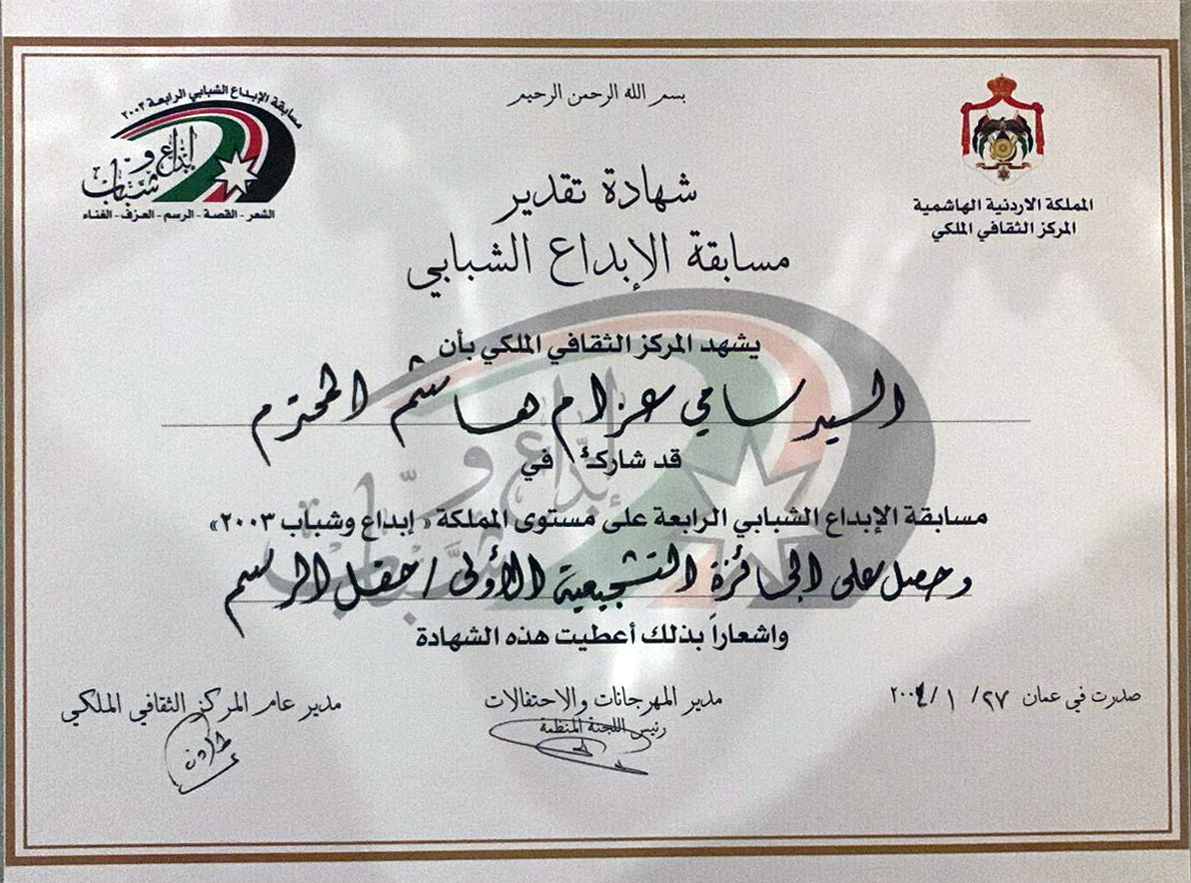 بسم الله الرحمن الرحيم
المملكة الاردنية الهاشمية
المركز الثقافي الملكي
مسابقة الإبداع الشبابي الرابعة ٢٠٠٣
إبداع و شباب
الشعر - القصة - الرسم - العزف - الغناء
شهادة تقدير
مسابقة الإبداع الشبابي
يشهد المركز الثقافي الملكي بأن
السيد سامي عزام هاشم المحترم
قد شارك في
مسابقة الإبداع الشبابي الرابعة على مستوى المملكة « إبداع وشباب ٢٠٠٣»
وحصل على الجائزة التشجيعية الأولى / حقل الرسم
واشعاراً بذلك أعطيت هذه الشهادة
صدرت في عمان ٢٧ / ١ / ٢٠٠٤
مدير المهرجانات والاحتفالات
رئيس اللجنة المنظمة
مدير عام المركز الثقافي الملكي